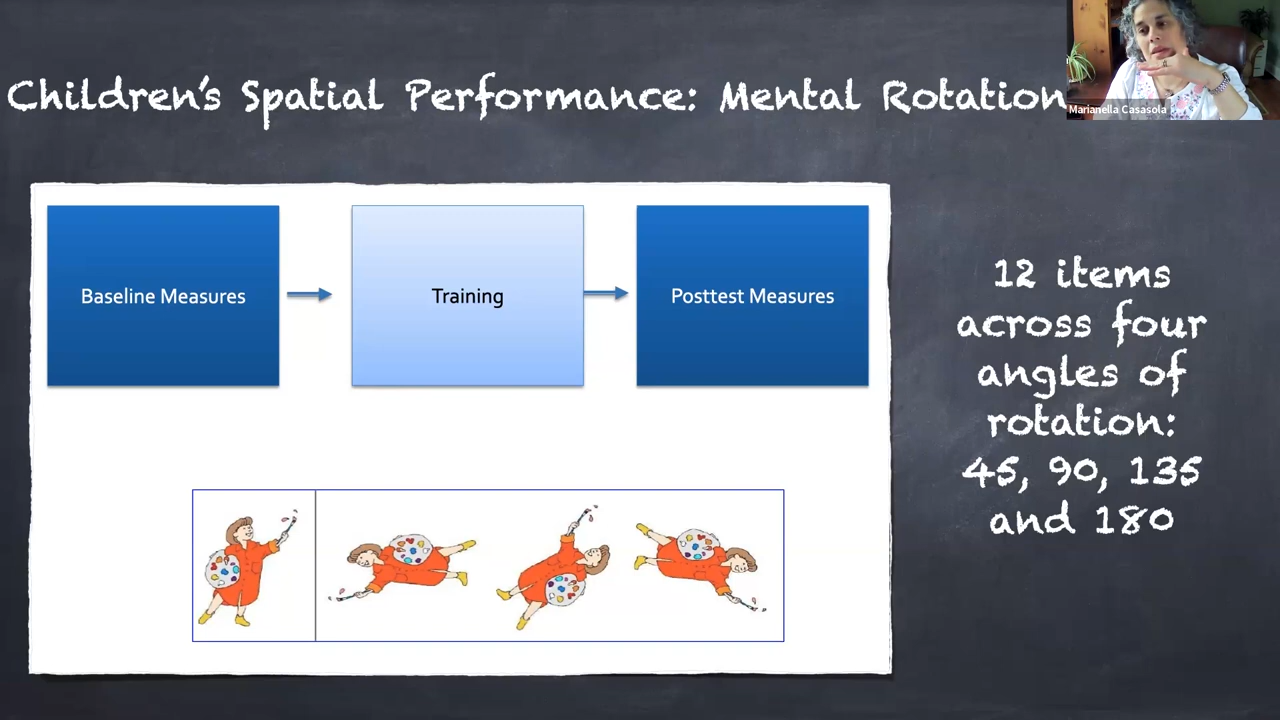 Children's Spatial Performance: Mental Rotation
Marianella Casasola
Baseline Measures
Training
Posttest Measures
12 items
across four
angles of
rotation:
45, 90, 135
and 180